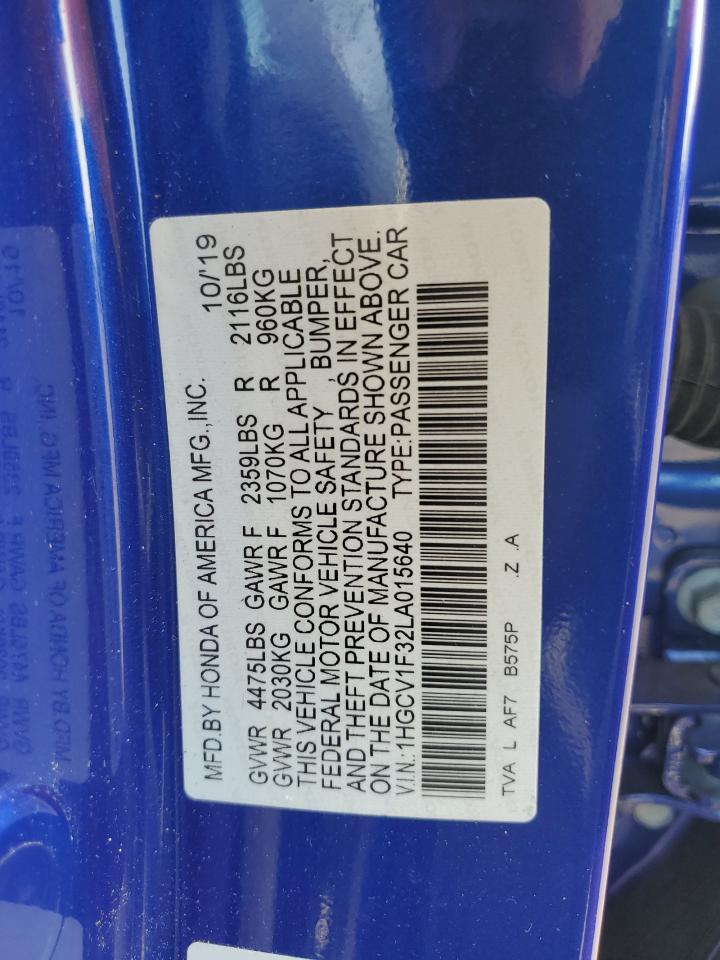 MFD.BY HONDA OF AMERICA MFG.,INC. 10/'19
GVWR 4475LBS GAWR F 2359LBS R 2116LBS
GVWR 2030KG GAWR F 1070KG R 960KG
THIS VEHICLE CONFORMS TO ALL APPLICABLE
FEDERAL MOTOR VEHICLE SAFETY , BUMPER,
AND THEFT PREVENTION STANDARDS IN EFFECT
ON THE DATE OF MANUFACTURE SHOWN ABOVE.
V.I.N.:1HGCV1F32LA015640 TYPE:PASSENGER CAR
TVA L AF7 B575P .Z .A